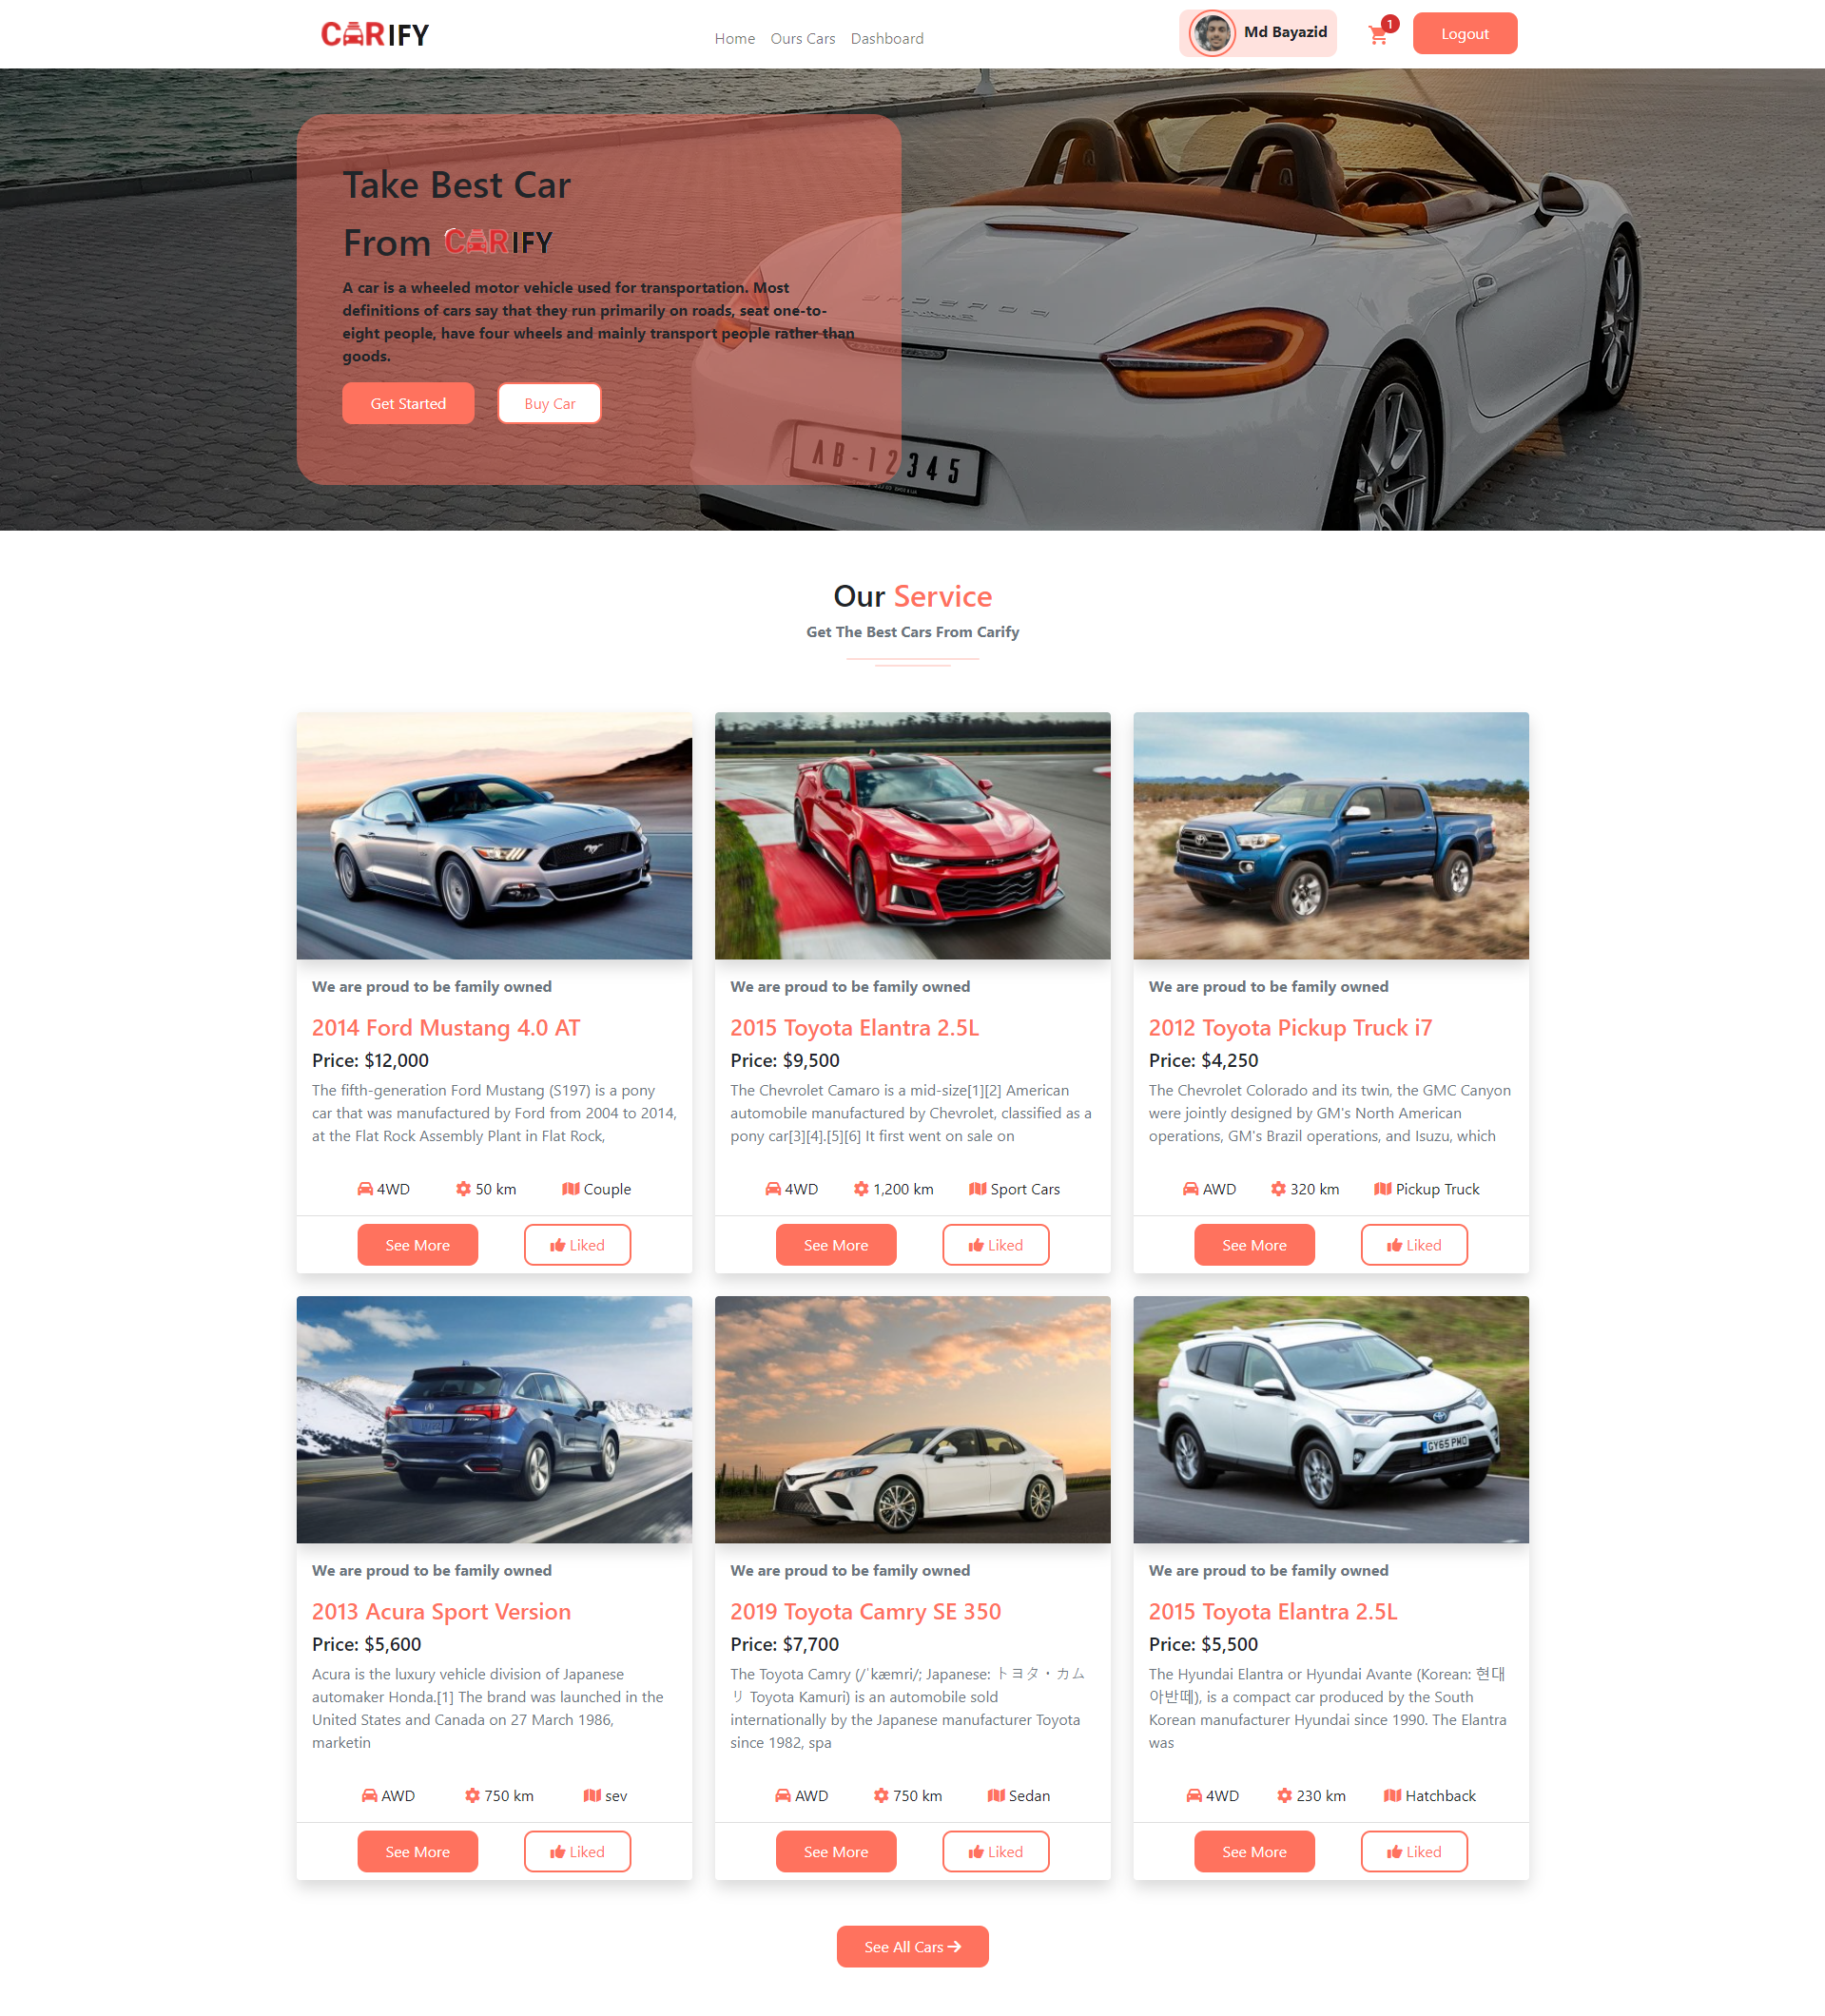 CARIFY
Home Ours Cars Dashboard
Md Bayazid
1
Logout
Take Best Car
From CARIFY
A car is a wheeled motor vehicle used for transportation. Most
definitions of cars say that they run primarily on roads, seat one-to-
eight people, have four wheels and mainly transport people rather than
goods.
Get Started
Buy Car
PORSCHE
AB-12345
Our Service
Get The Best Cars From Carify
We are proud to be family owned
2014 Ford Mustang 4.0 AT
Price: $12,000
The fifth-generation Ford Mustang (S197) is a pony
car that was manufactured by Ford from 2004 to 2014,
at the Flat Rock Assembly Plant in Flat Rock,
4WD 50 km Couple
See More Liked
We are proud to be family owned
2015 Toyota Elantra 2.5L
Price: $9,500
The Chevrolet Camaro is a mid-size[1][2] American
automobile manufactured by Chevrolet, classified as a
pony car[3][4].[5][6] It first went on sale on
4WD 1,200 km Sport Cars
See More Liked
We are proud to be family owned
2012 Toyota Pickup Truck i7
Price: $4,250
The Chevrolet Colorado and its twin, the GMC Canyon
were jointly designed by GM's North American
operations, GM's Brazil operations, and Isuzu, which
AWD 320 km Pickup Truck
See More Liked
We are proud to be family owned
2013 Acura Sport Version
Price: $5,600
Acura is the luxury vehicle division of Japanese
automaker Honda.[1] The brand was launched in the
United States and Canada on 27 March 1986,
marketin
AWD 750 km sev
See More Liked
We are proud to be family owned
2019 Toyota Camry SE 350
Price: $7,700
The Toyota Camry (/ˈkæmri/; Japanese: トヨタ・カム
リ Toyota Kamuri) is an automobile sold
internationally by the Japanese manufacturer Toyota
since 1982, spa
AWD 750 km Sedan
See More Liked
GY65 PMO
We are proud to be family owned
2015 Toyota Elantra 2.5L
Price: $5,500
The Hyundai Elantra or Hyundai Avante (Korean: 현대
아반떼), is a compact car produced by the South
Korean manufacturer Hyundai since 1990. The Elantra
was
4WD 230 km Hatchback
See More Liked
See All Cars